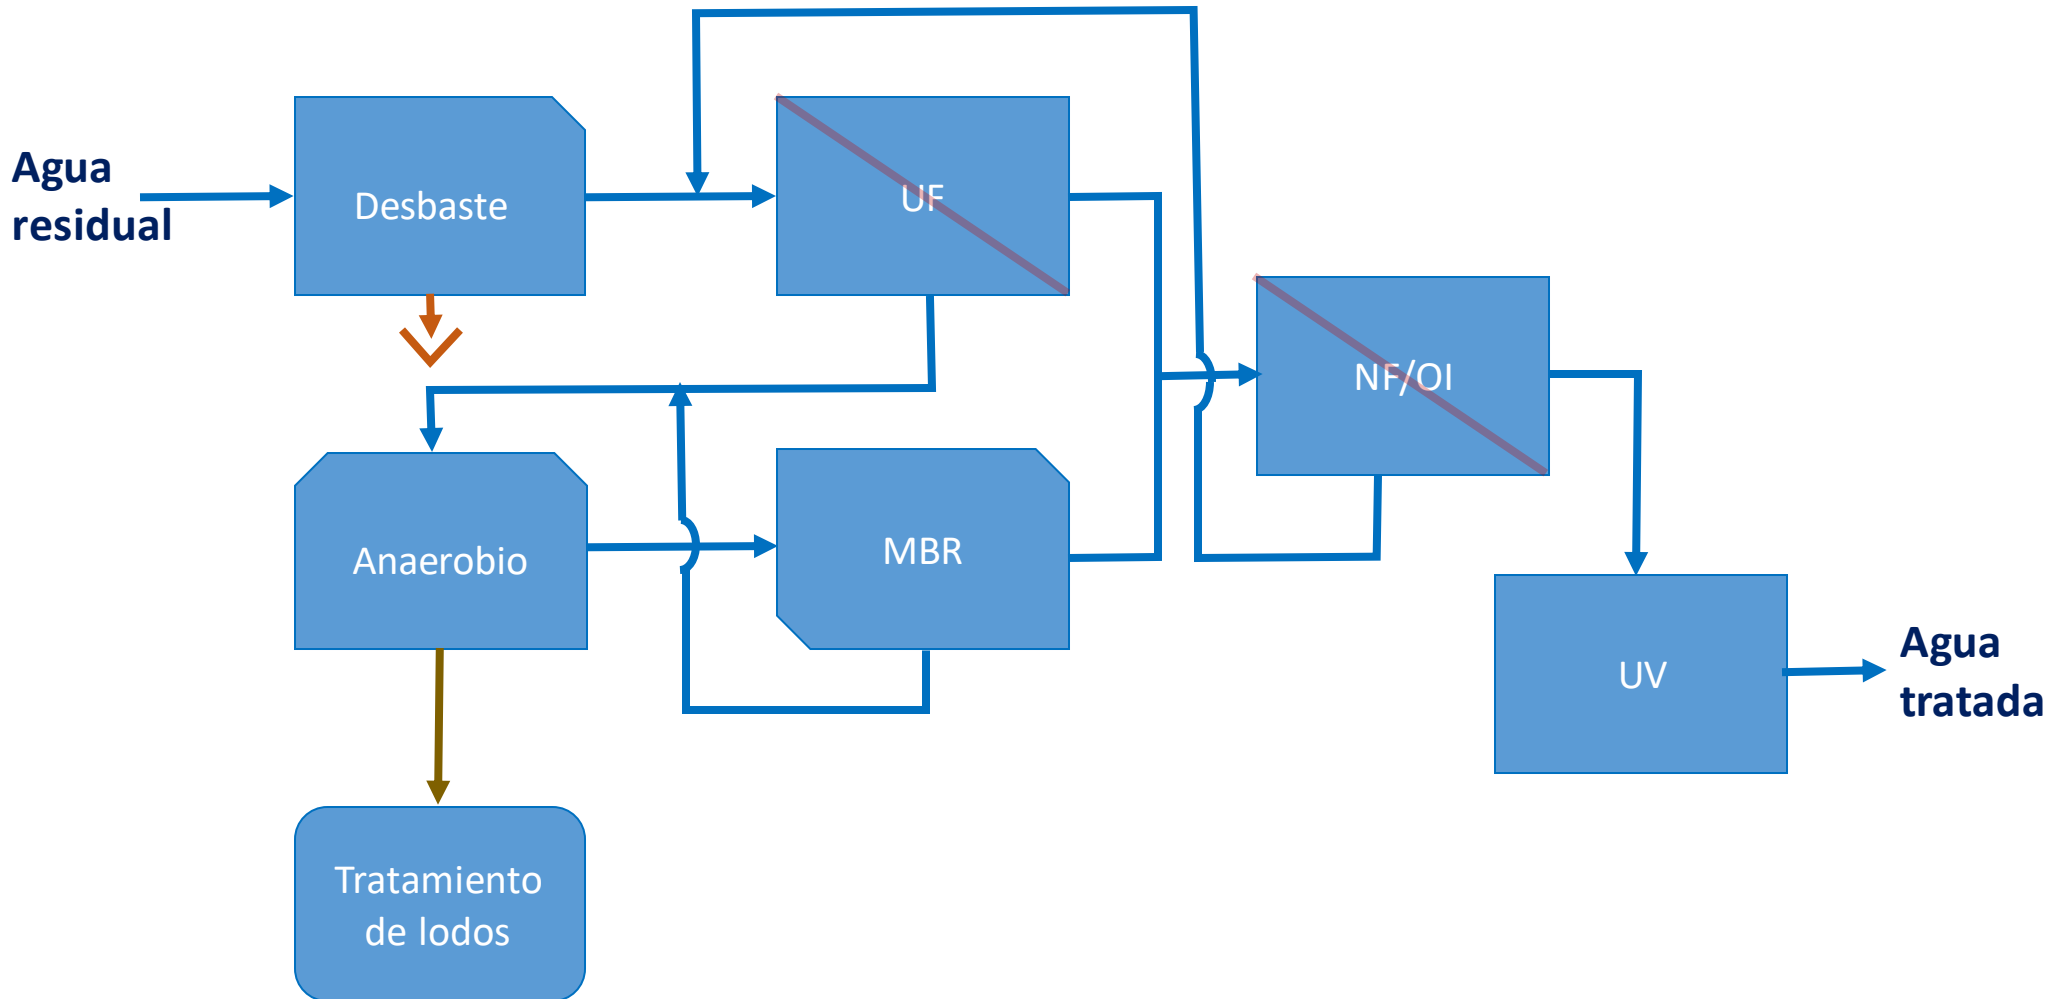 Agua
residual
Desbaste
UF
NF/OI
Anaerobio
MBR
UV
Agua
tratada
Tratamiento
de lodos